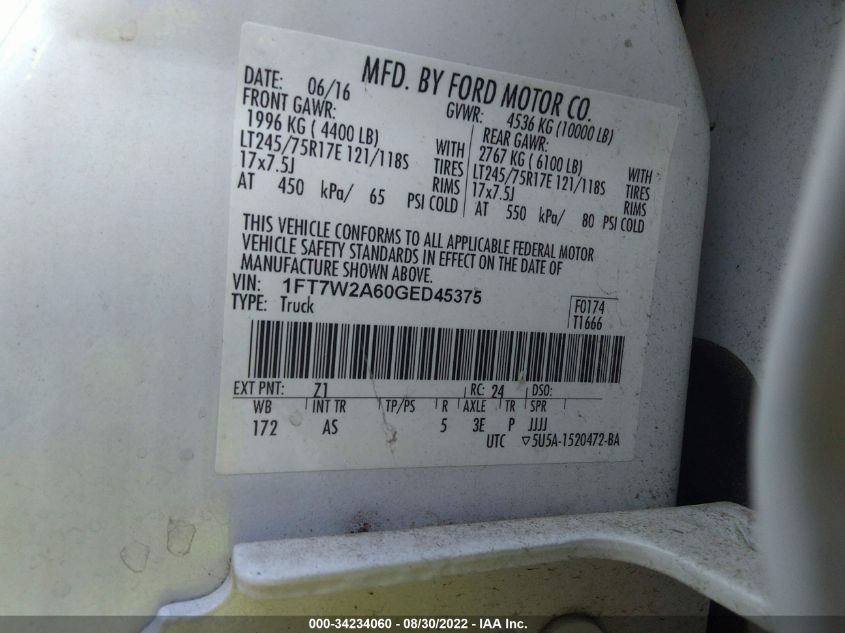 MFD. BY FORD MOTOR CO.
DATE: 06/16 GVWR: 4536 KG (10000 LB)
FRONT GAWR: REAR GAWR:
1996 KG ( 4400 LB) WITH 2767 KG ( 6100 LB) WITH
LT245/75R17E 121/118S TIRES LT245/75R17E 121/118S TIRES
17x7.5J RIMS 17x7.5J RIMS
AT 450 kPa/ 65 PSI COLD AT 550 kPa/ 80 PSI COLD
THIS VEHICLE CONFORMS TO ALL APPLICABLE FEDERAL MOTOR
VEHICLE SAFETY STANDARDS IN EFFECT ON THE DATE OF
MANUFACTURE SHOWN ABOVE.
VIN: 1FT7W2A60GED45375
TYPE: Truck F0174
T1666
EXT PNT: Z1 RC: 24 DSO:
WB INT TR TP/PS R AXLE TR SPR
172 AS 5 3E P JJJJ
UTC ▽5U5A-1520472-BA
000-34234060 - 08/30/2022 - IAA Inc.